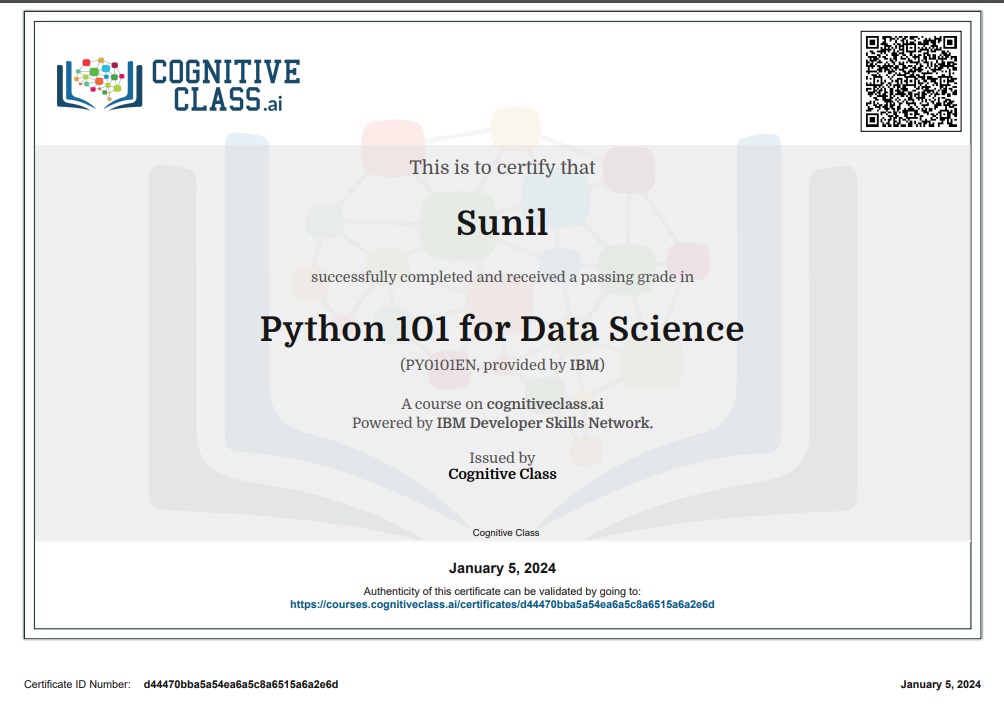 COGNITIVE
CLASS.ai
This is to certify that
Sunil
successfully completed and received a passing grade in
Python 101 for Data Science
(PY0101EN, provided by IBM)
A course on cognitiveclass.ai
Powered by IBM Developer Skills Network.
Issued by
Cognitive Class
Cognitive Class
January 5, 2024
Authenticity of this certificate can be validated by going to:
https://courses.cognitiveclass.ai/certificates/d44470bba5a54ea6a5c8a6515a6a2e6d
Certificate ID Number: d44470bba5a54ea6a5c8a6515a6a2e6d
January 5, 2024